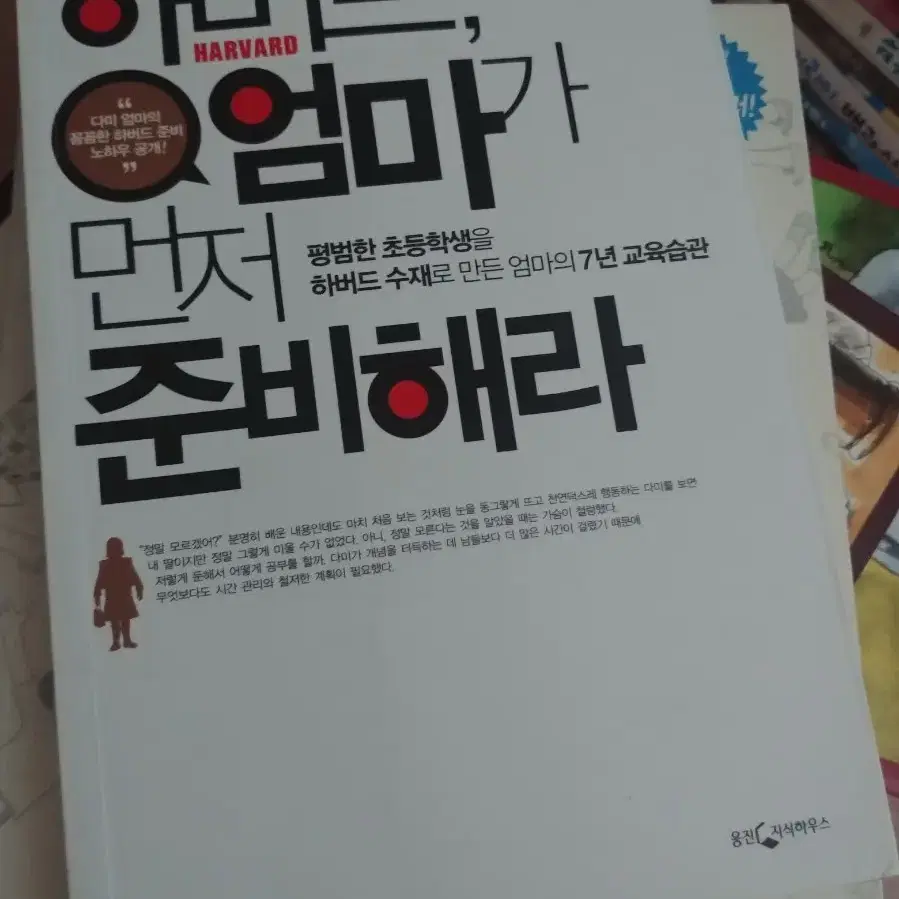 하버드,
HARVARD
“
다미 엄마의
꼼꼼한 하버드 준비
노하우 공개!
”
엄마가
먼저
평범한 초등학생을
하버드 수재로 만든 엄마의 7년 교육습관
준비해라
"정말 모르겠어?" 분명히 배운 내용인데도 마치 처음 보는 것처럼 눈을 동그랗게 뜨고 천연덕스레 행동하는 다미를 보면
내 딸이지만 정말 그렇게 미울 수가 없었다. 아니, 정말 모른다는 것을 알았을 때는 가슴이 철렁했다.
저렇게 둔해서 어떻게 공부를 할까. 다미가 개념을 터득하는 데 남들보다 더 많은 시간이 걸렸기 때문에
무엇보다도 시간 관리와 철저한 계획이 필요했다.
웅진 지식하우스